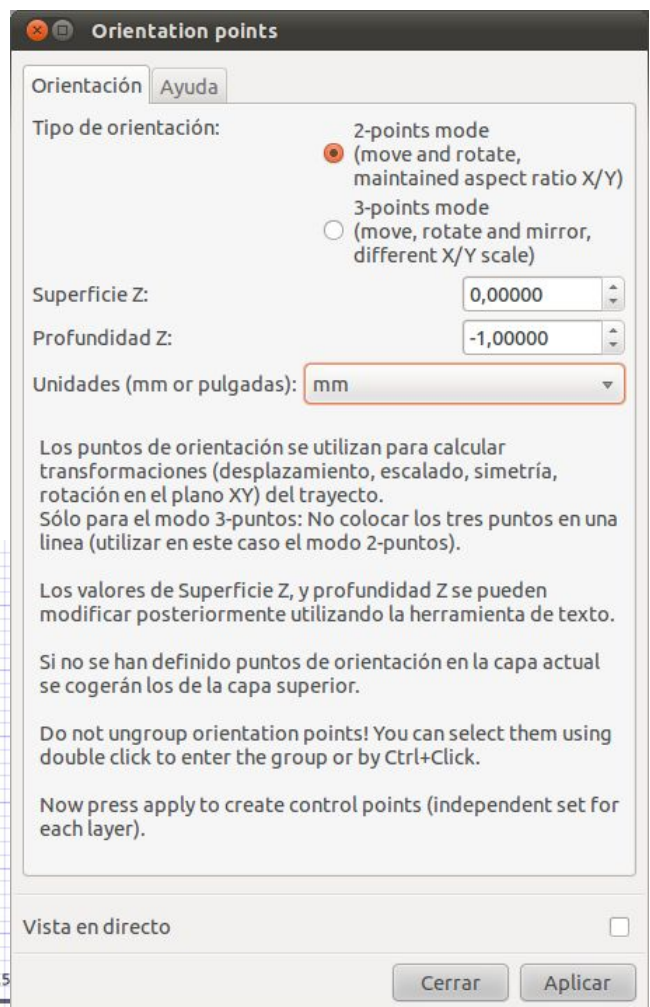 Orientation points
Orientación Ayuda
Tipo de orientación:
2-points mode
(move and rotate,
maintained aspect ratio X/Y)
3-points mode
(move, rotate and mirror,
different X/Y scale)
Superficie Z: 0,00000
Profundidad Z: -1,00000
Unidades (mm or pulgadas): mm
Los puntos de orientación se utilizan para calcular
transformaciones (desplazamiento, escalado, simetría,
rotación en el plano XY) del trayecto.
Sólo para el modo 3-puntos: No colocar los tres puntos en una
linea (utilizar en este caso el modo 2-puntos).
Los valores de Superficie Z, y profundidad Z se pueden
modificar posteriormente utilizando la herramienta de texto.
Si no se han definido puntos de orientación en la capa actual
se cogerán los de la capa superior.
Do not ungroup orientation points! You can select them using
double click to enter the group or by Ctrl+Click.
Now press apply to create control points (independent set for
each layer).
Vista en directo
5
Cerrar Aplicar